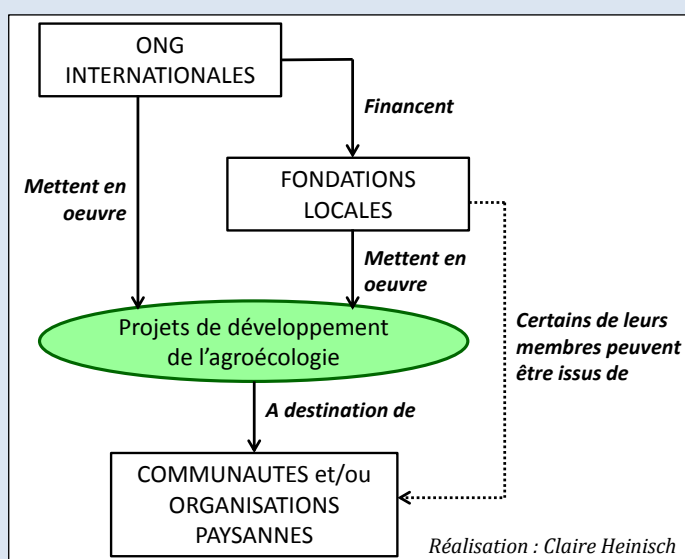 ONG
INTERNATIONALES
Financent
Mettent en
oeuvre
FONDATIONS
LOCALES
Mettent en
oeuvre
Projets de développement
de l'agroécologie
Certains de leurs
membres peuvent
être issus de
A destination de
COMMUNAUTES et/ou
ORGANISATIONS
PAYSANNES
Réalisation : Claire Heinisch